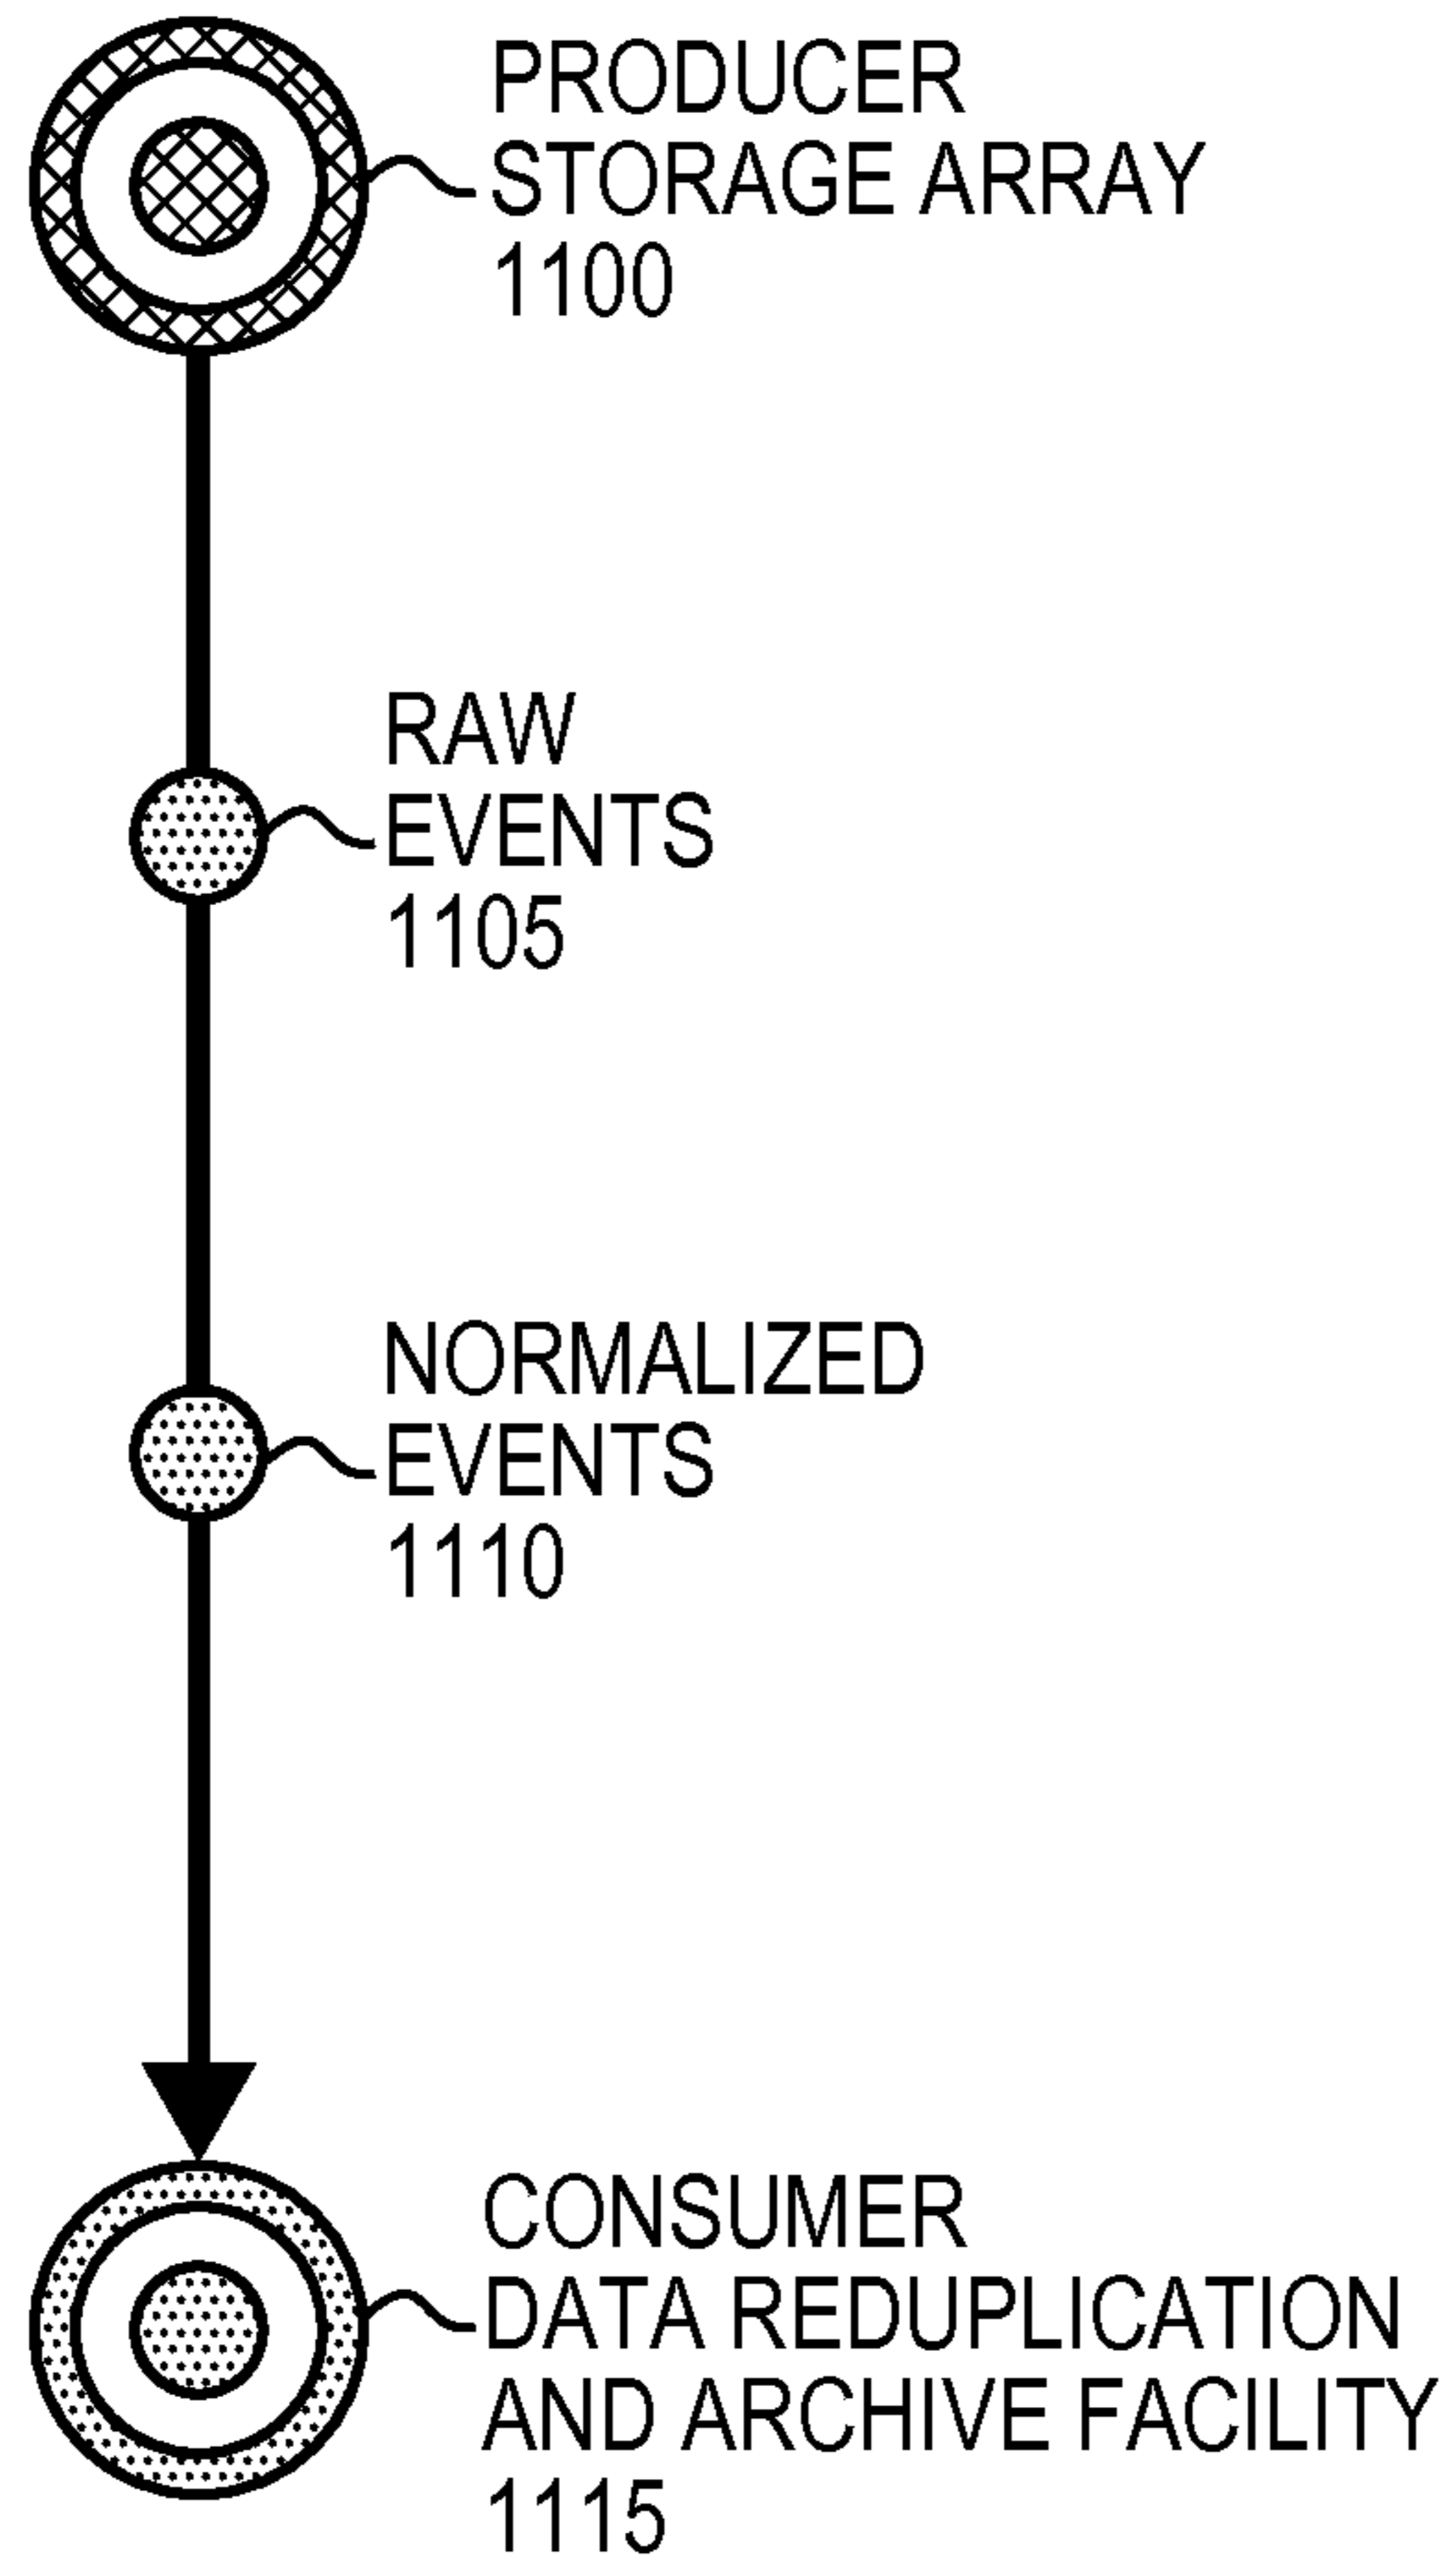 PRODUCER
STORAGE ARRAY
1100
RAW
EVENTS
1105
NORMALIZED
EVENTS
1110
CONSUMER
DATA REDUPLICATION
AND ARCHIVE FACILITY
1115